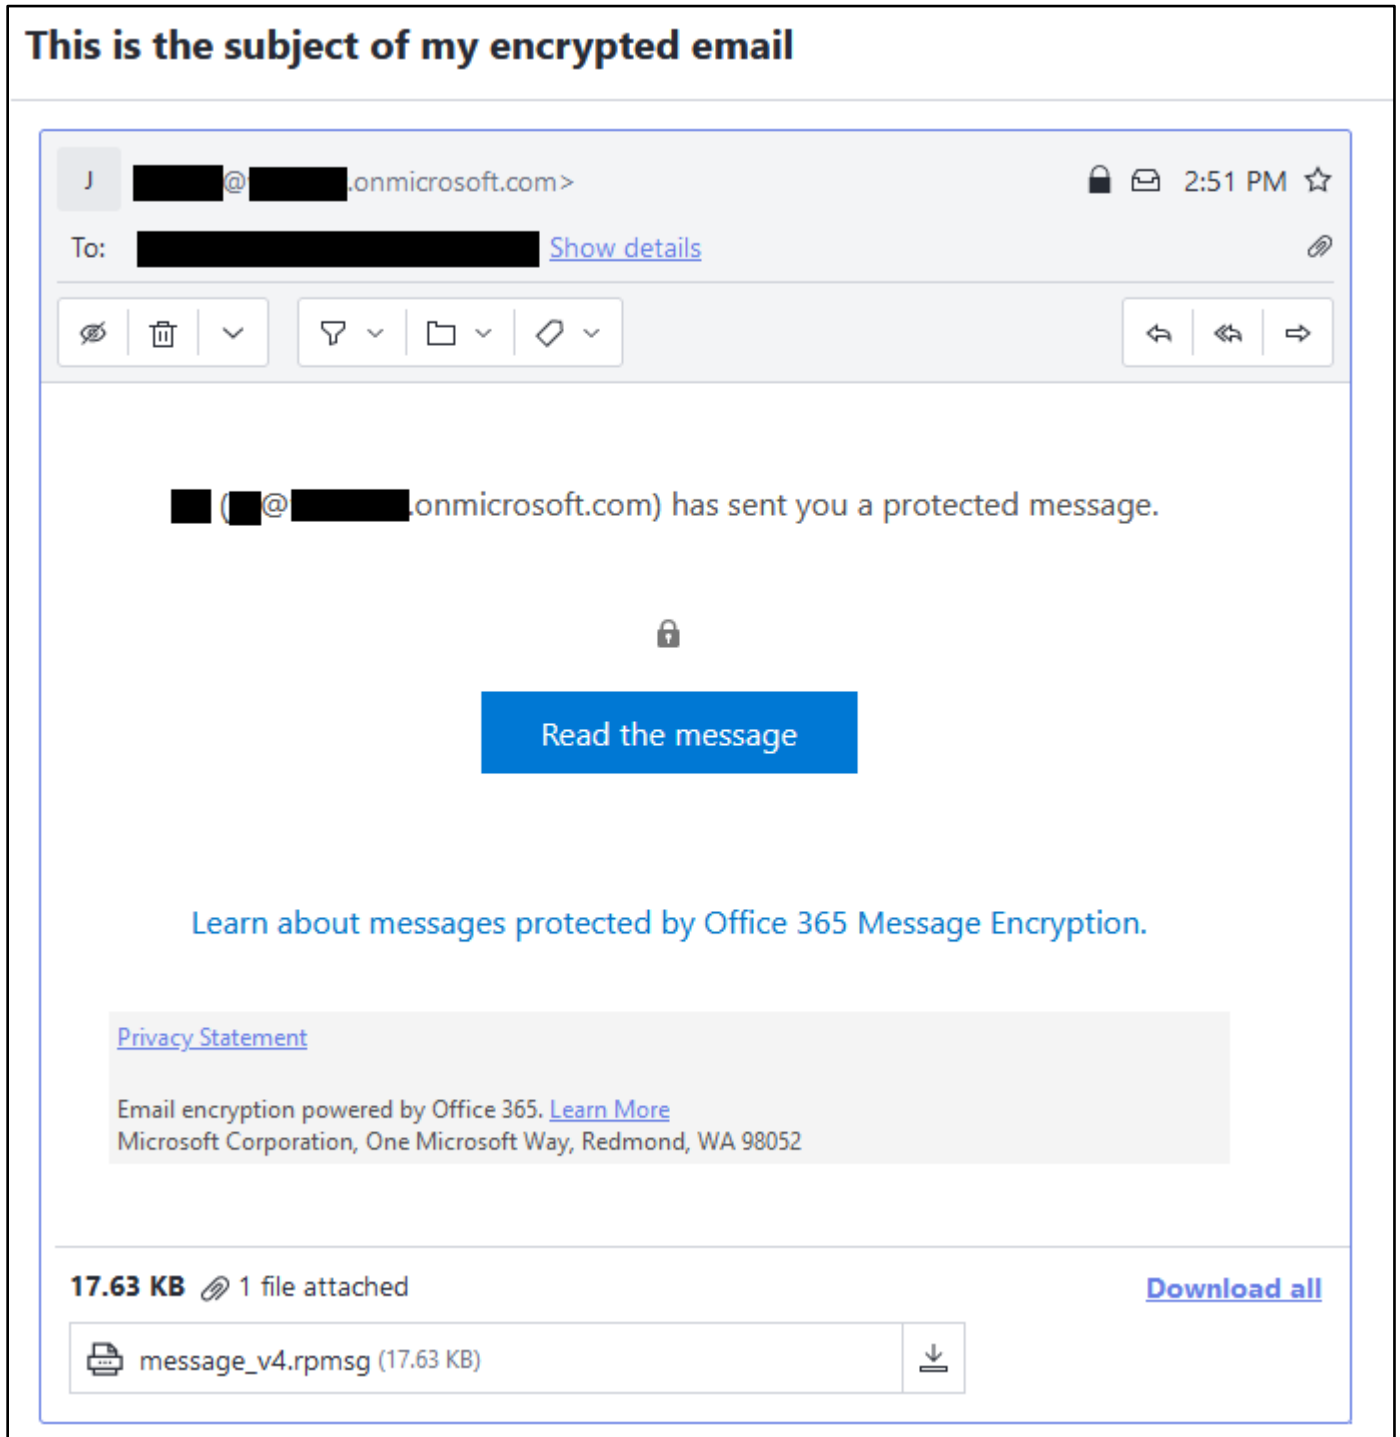 This is the subject of my encrypted email
J @ .onmicrosoft.com> 2:51 PM
To: Show details
( @ .onmicrosoft.com) has sent you a protected message.
Read the message
Learn about messages protected by Office 365 Message Encryption.
Privacy Statement
Email encryption powered by Office 365. Learn More
Microsoft Corporation, One Microsoft Way, Redmond, WA 98052
17.63 KB 1 file attached Download all
message_v4.rpmsg (17.63 KB)